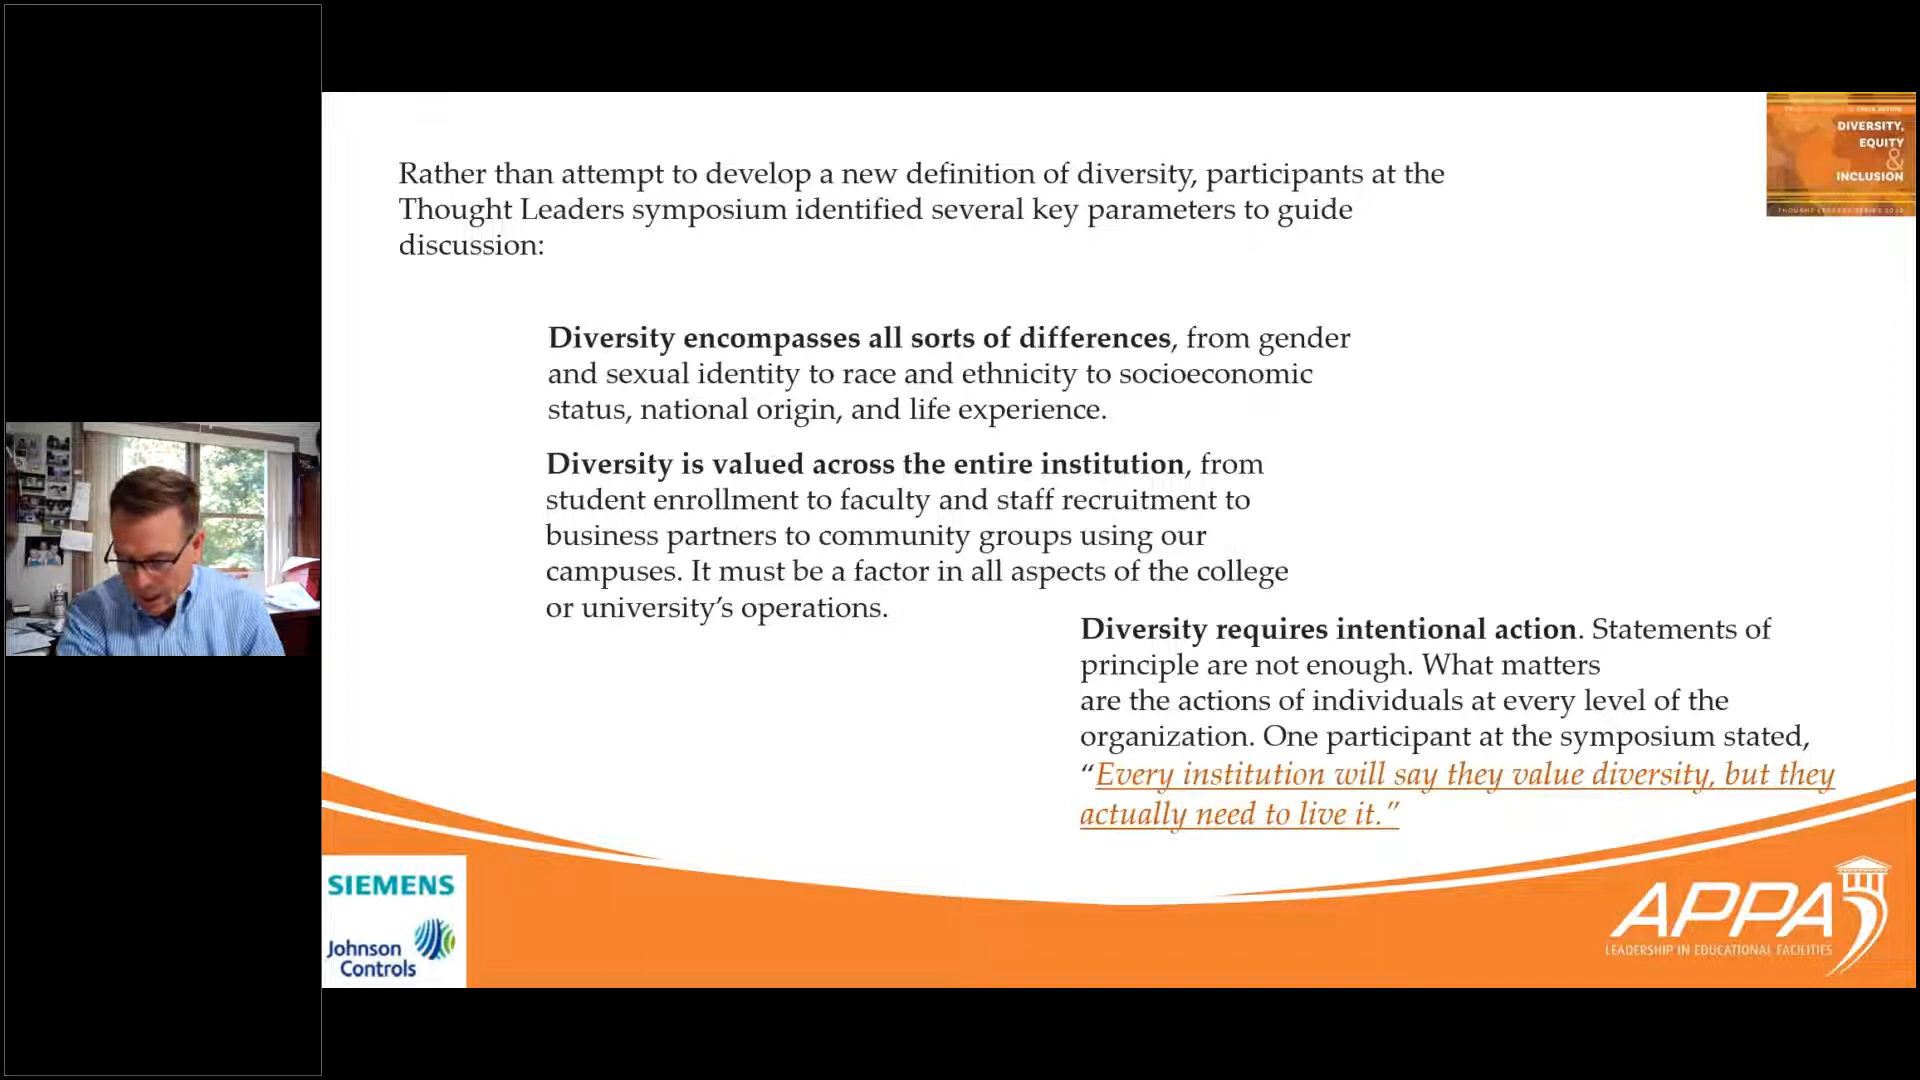 DIVERSITY,
EQUITY
&
INCLUSION
THOUGHT LEADERS SERIES 2020
Rather than attempt to develop a new definition of diversity, participants at the
Thought Leaders symposium identified several key parameters to guide
discussion:
Diversity encompasses all sorts of differences, from gender
and sexual identity to race and ethnicity to socioeconomic
status, national origin, and life experience.
Diversity is valued across the entire institution, from
student enrollment to faculty and staff recruitment to
business partners to community groups using our
campuses. It must be a factor in all aspects of the college
or university’s operations.
Diversity requires intentional action. Statements of
principle are not enough. What matters
are the actions of individuals at every level of the
organization. One participant at the symposium stated,
“Every institution will say they value diversity, but they
actually need to live it.”
SIEMENS
Johnson
Controls
APPA
LEADERSHIP IN EDUCATIONAL FACILITIES